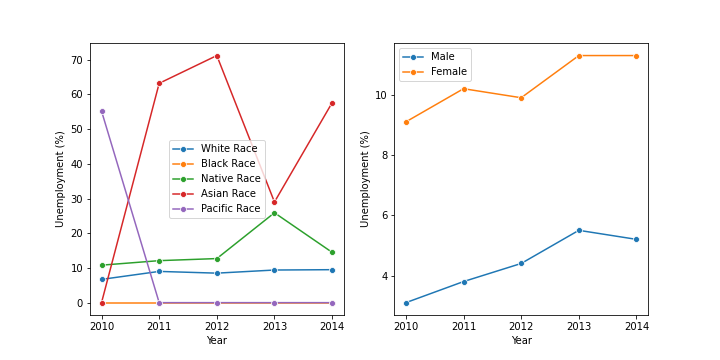 70
60
50
40
30
20
10
0
Unemployment (%)
White Race
Black Race
Native Race
Asian Race
Pacific Race
2010 2011 2012 2013 2014
Year
10
8
6
4
Unemployment (%)
Male
Female
2010 2011 2012 2013 2014
Year